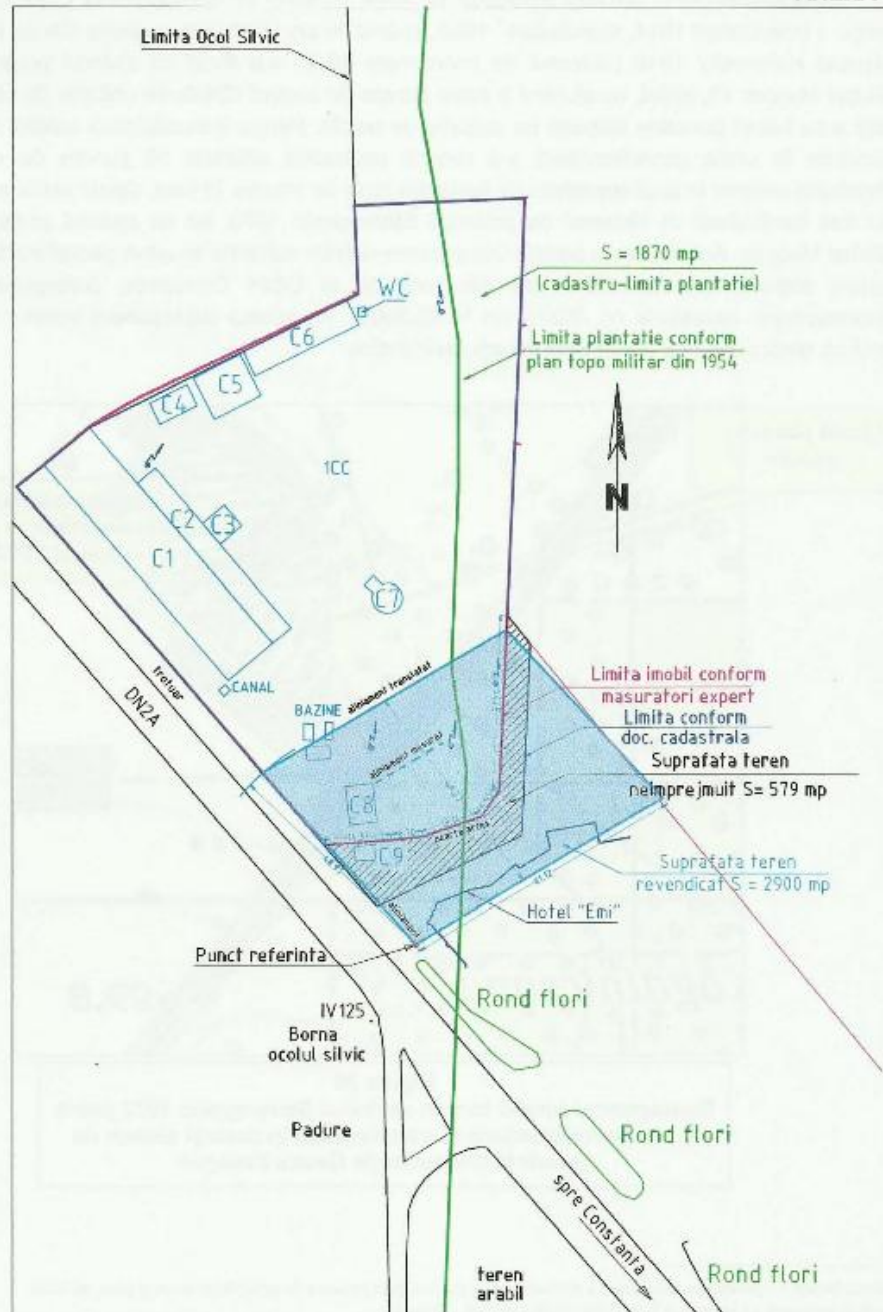 Limita Ocol Silvic
S = 1870 mp
(cadastru-limita plantatie)
WC
Limita plantatie conform
plan topo militar din 1954
C6
C5
C4
N
1CC
C2
C3
C1
C7
trotuar
DN2A
CANAL
aliniament translatat
BAZINE
Limita imobil conform
masuratori expert
Limita conform
doc. cadastrala
Suprafata teren
neimprejmuit S= 579 mp
C8
C9
Suprafata teren
revendicat S = 2900 mp
Hotel "Emi"
Punct referinta
Rond flori
IV125
Borna
ocolul silvic
Padure
Rond flori
spre Constanta
teren
arabil
Rond flori